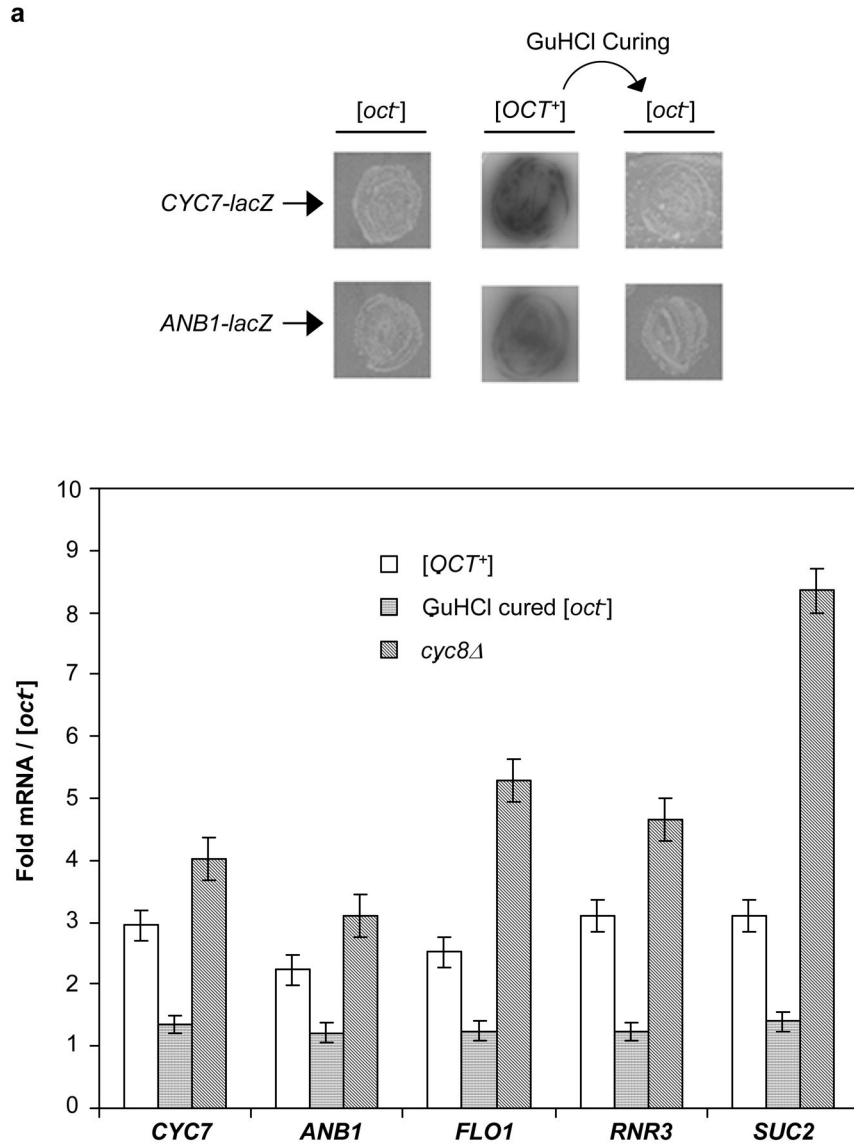 a
GuHCl Curing
[oct-] [OCT+] [oct-]
CYC7-lacZ
ANB1-lacZ
10
9
8
7
6
5
4
3
2
1
0
Fold mRNA / [oct-]
[OCT+]
GuHCl cured [oct-]
cyc8Δ
CYC7 ANB1 FLO1 RNR3 SUC2